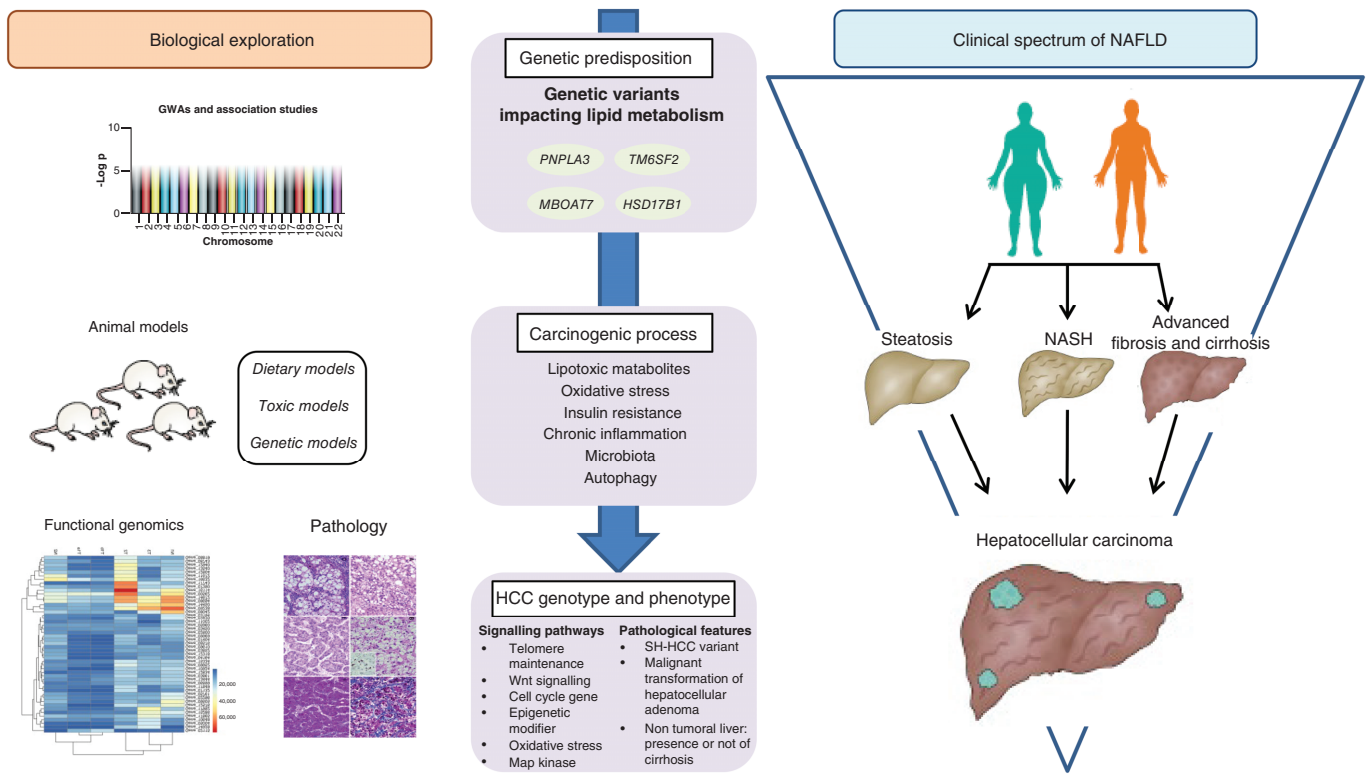 Biological exploration
GWAs and association studies
10
5
0
-Log p
1
2
3
4
5
6
7
8
9
10
11
12
13
14
15
16
17
18
19
20
21
22
Chromosome
Animal models
Dietary models
Toxic models
Genetic models
Functional genomics
20,000
40,000
60,000
Pathology
Genetic predisposition
Genetic variants
impacting lipid metabolism
PNPLA3
TM6SF2
MBOAT7
HSD17B1
Carcinogenic process
Lipotoxic matabolites
Oxidative stress
Insulin resistance
Chronic inflammation
Microbiota
Autophagy
HCC genotype and phenotype
Signalling pathways
• Telomere
maintenance
• Wnt signalling
• Cell cycle gene
• Epigenetic
modifier
• Oxidative stress
• Map kinase
Pathological features
• SH-HCC variant
• Malignant
transformation of
hepatocellular
adenoma
• Non tumoral liver:
presence or not of
cirrhosis
Clinical spectrum of NAFLD
Steatosis
NASH
Advanced
fibrosis and cirrhosis
Hepatocellular carcinoma